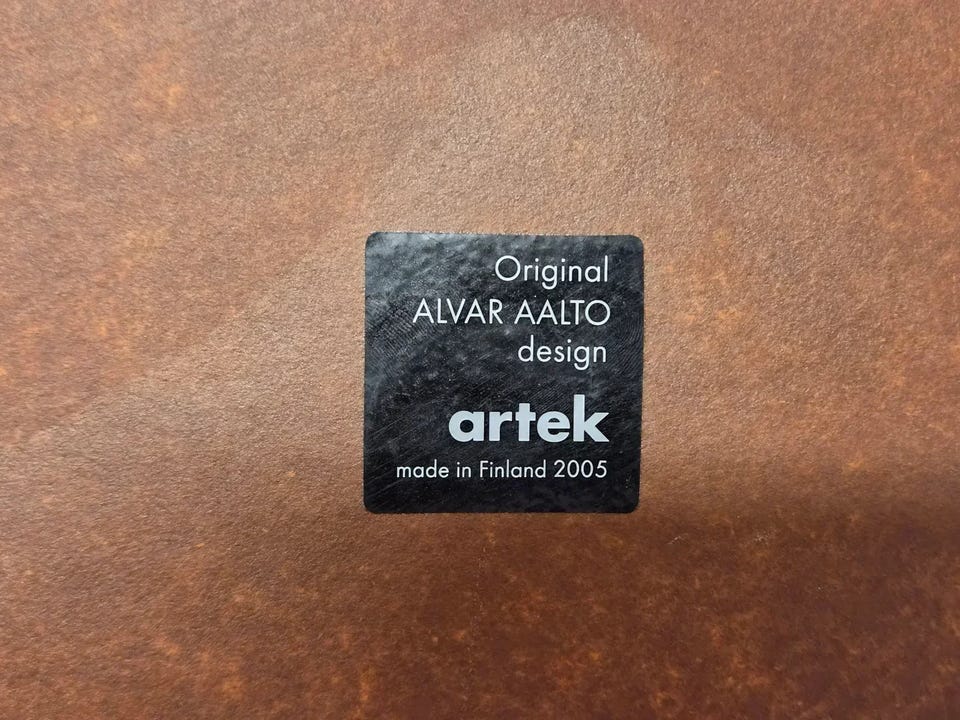 Original
ALVAR AALTO
design
artek
made in Finland 2005